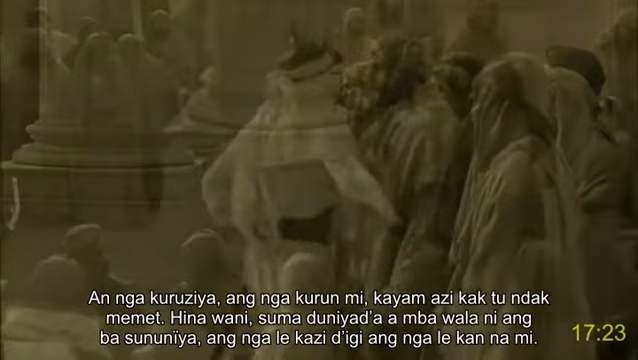 An nga kuruziya, ang nga kurun mi, kayam azi kak tu ndak
memet. Hina wani, suma duniyad’a a mba wala ni ang
ba sununïya, ang nga le kazi d’igi ang nga le kan na mi.
17:23